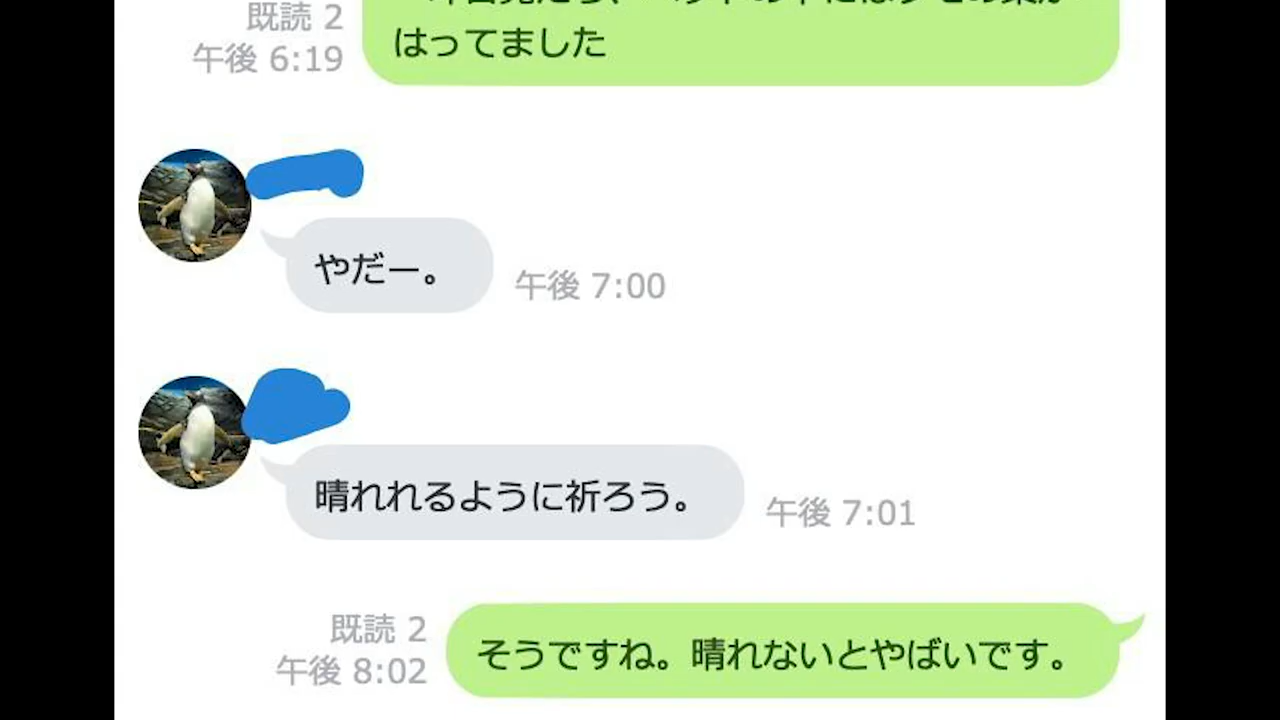 既読 2
午後 6:19
はってました
やだー。
午後 7:00
晴れれるように祈ろう。
午後 7:01
既読 2
午後 8:02
そうですね。晴れないとやばいです。